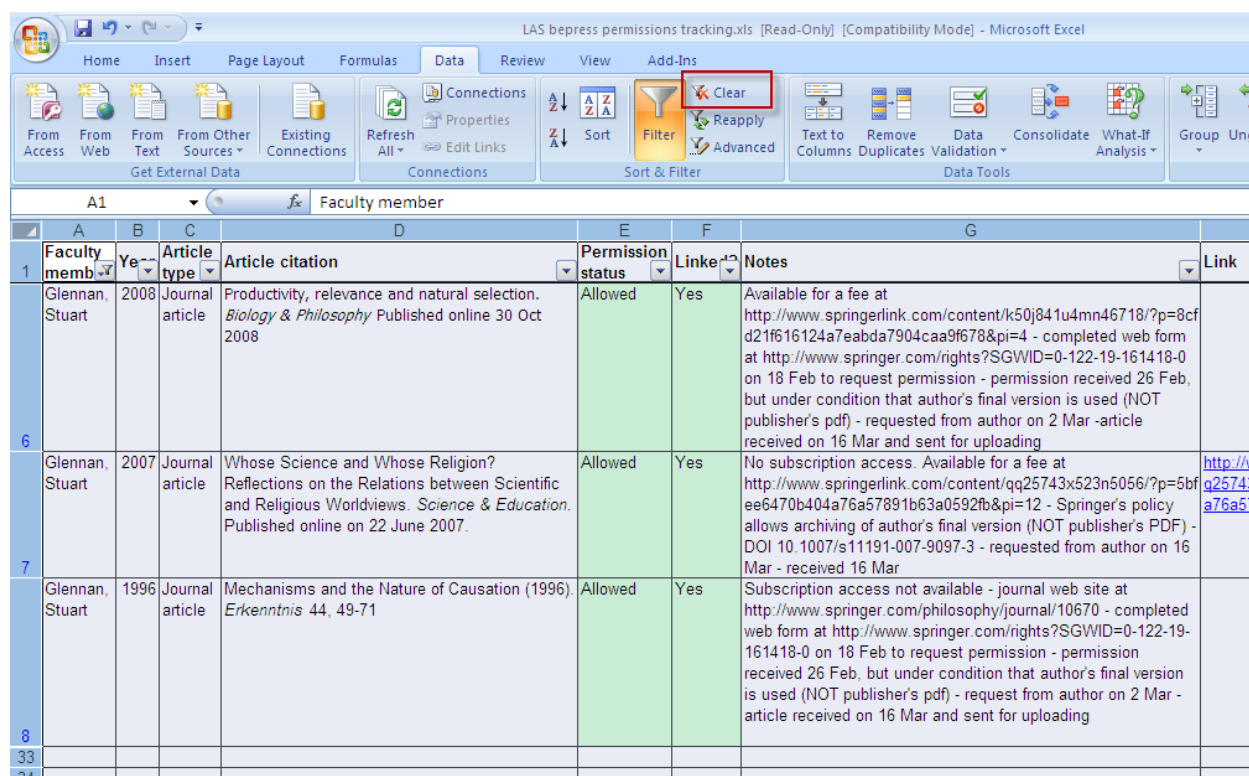 LAS bepress permissions tracking.xls [Read-Only] [Compatibility Mode] - Microsoft Excel
Home Insert Page Layout Formulas Data Review View Add-Ins
From Access
From Web
From Text
From Other Sources
Existing Connections
Get External Data
Refresh All
Connections
Properties
Edit Links
Connections
Sort
Filter
Clear
Reapply
Advanced
Sort & Filter
Text to Columns
Remove Duplicates
Data Validation
Consolidate
What-If Analysis
Data Tools
Group
A1
fx Faculty member
A B C D E F G
1
Faculty
Article type
Article citation
Permission status
Notes
Link
6
Glennan, Stuart
2008
Journal article
Productivity, relevance and natural selection.
Biology & Philosophy Published online 30 Oct
2008
Allowed
Yes
Available for a fee at
http://www.springerlink.com/content/k50j841u4mn46718/?p=8cf
d21f616124a7eabda7904caa9f678&pi=4 - completed web form
at http://www.springer.com/rights?SGWID=0-122-19-161418-0
on 18 Feb to request permission - permission received 26 Feb,
but under condition that author's final version is used (NOT
publisher's pdf) - requested from author on 2 Mar -article
received on 16 Mar and sent for uploading
7
Glennan, Stuart
2007
Journal article
Whose Science and Whose Religion?
Reflections on the Relations between Scientific
and Religious Worldviews. Science & Education.
Published online on 22 June 2007.
Allowed
Yes
No subscription access. Available for a fee at
http://www.springerlink.com/content/qq25743x523n5056/?p=5bf
ee6470b404a76a57891b63a0592fb&pi=12 - Springer's policy
allows archiving of author's final version (NOT publisher's PDF) -
DOI 10.1007/s11191-007-9097-3 - requested from author on 16
Mar - received 16 Mar
8
Glennan, Stuart
1996
Journal article
Mechanisms and the Nature of Causation (1996).
Erkenntnis 44, 49-71
Allowed
Yes
Subscription access not available - journal web site at
http://www.springer.com/philosophy/journal/10670 - completed
web form at http://www.springer.com/rights?SGWID=0-122-19-
161418-0 on 18 Feb to request permission - permission
received 26 Feb, but under condition that author's final version
is used (NOT publisher's pdf) - request from author on 2 Mar -
article received on 16 Mar and sent for uploading
33